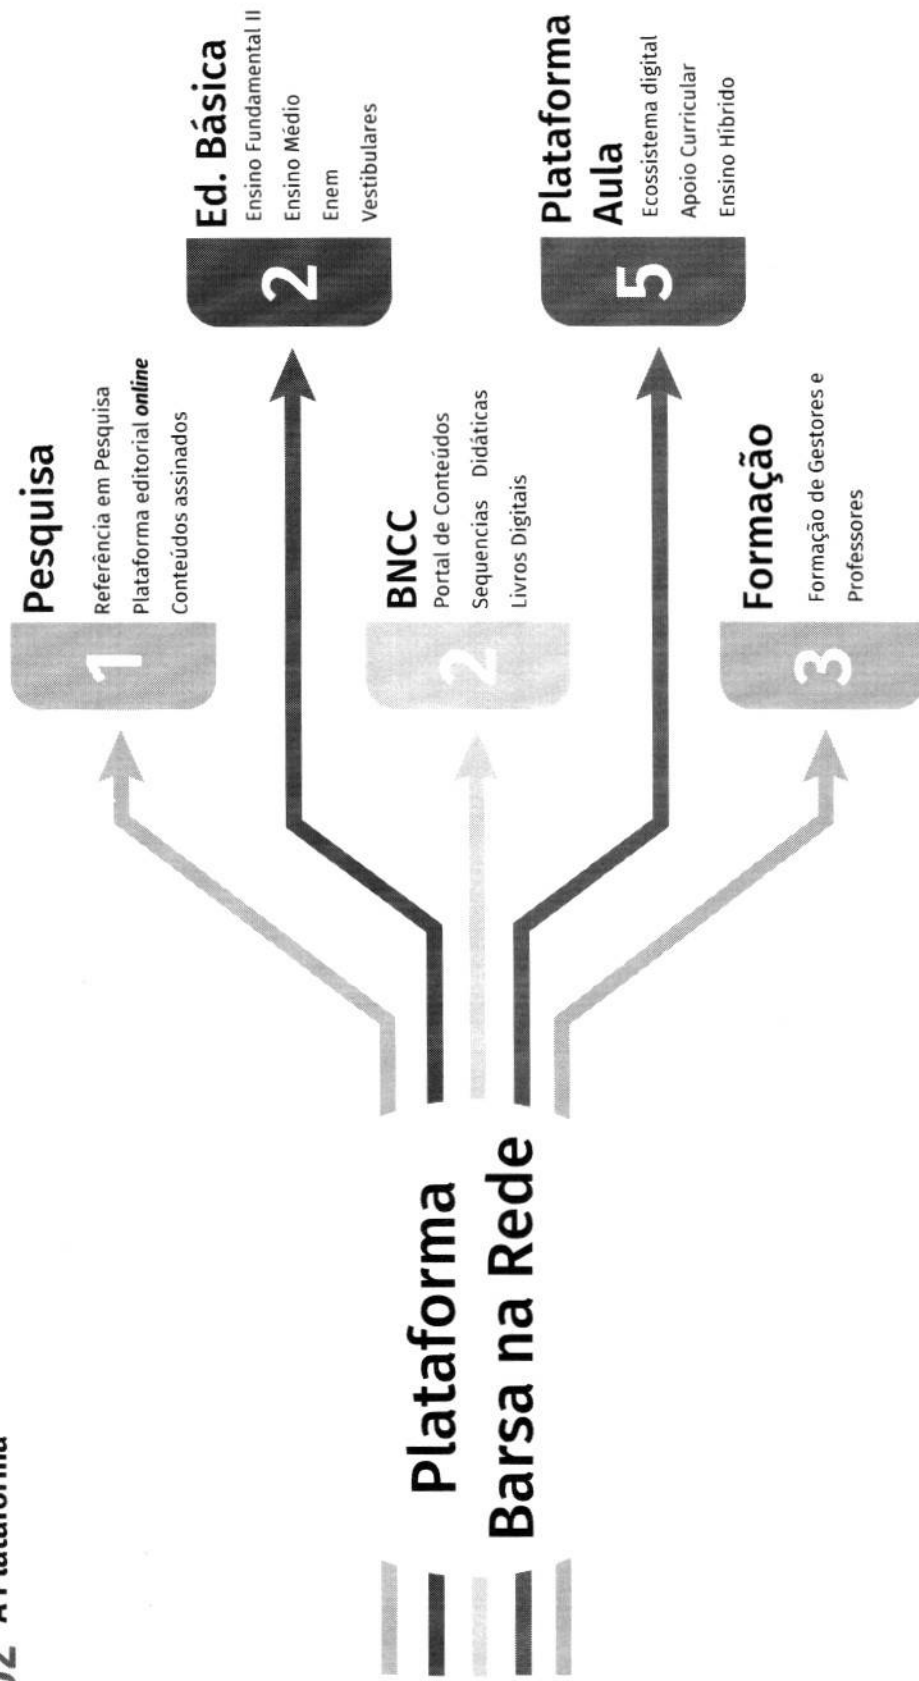 02 A Plataforma
Plataforma
Barsa na Rede
1
Pesquisa
Referência em Pesquisa
Plataforma editorial online
Conteúdos assinados
2
Ed. Básica
Ensino Fundamental II
Ensino Médio
Enem
Vestibulares
2
BNCC
Portal de Conteúdos
Sequencias Didáticas
Livros Digitais
5
Plataforma
Aula
Ecossistema digital
Apoio Curricular
Ensino Híbrido
3
Formação
Formação de Gestores e
Professores